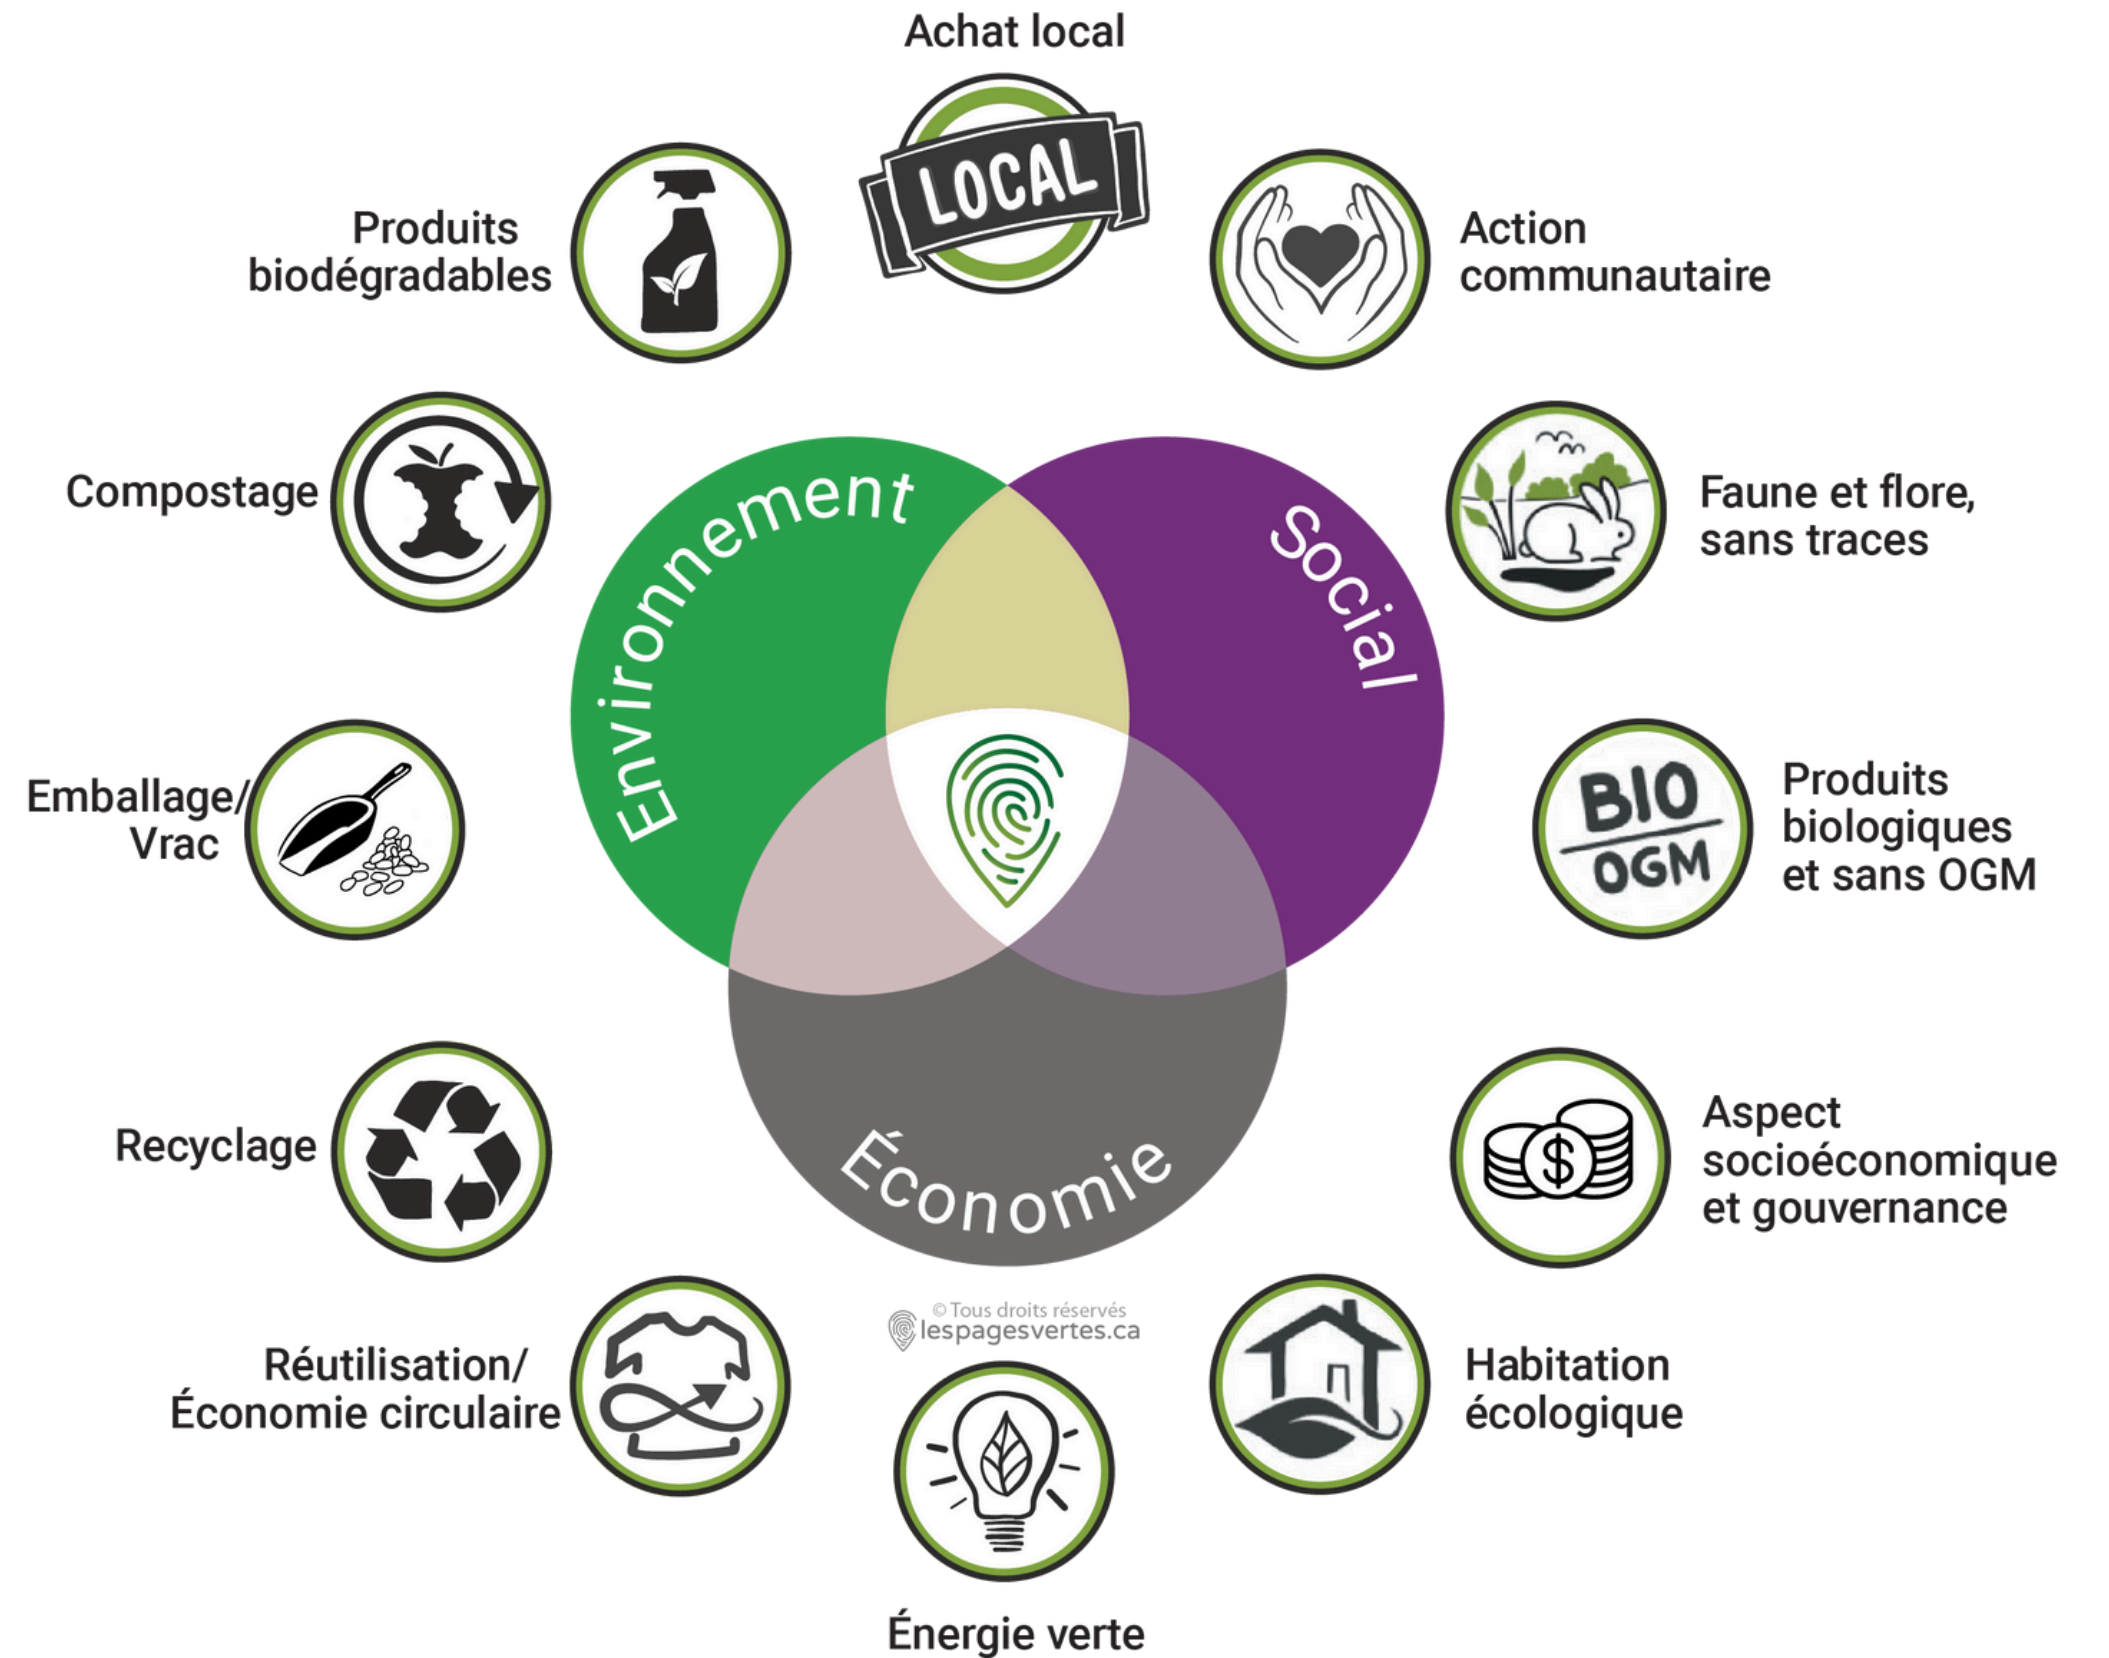 Achat local
LOCAL
Produits
biodégradables
Action
communautaire
Compostage
Faune et flore,
sans traces
Environnement
Social
Emballage/
Vrac
BIO
OGM
Produits
biologiques
et sans OGM
Recyclage
$
Aspect
socioéconomique
et gouvernance
Économie
© Tous droits réservés
lespagesvertes.ca
Réutilisation/
Économie circulaire
Habitation
écologique
Énergie verte